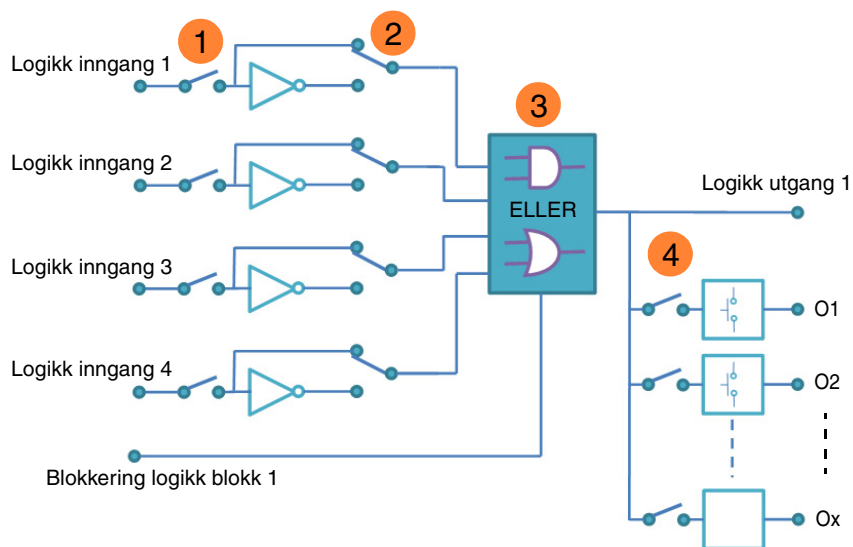 1
2
Logikk inngang 1
3
Logikk inngang 2
ELLER
Logikk utgang 1
Logikk inngang 3
4
O1
Logikk inngang 4
O2
Blokkering logikk blokk 1
Ox